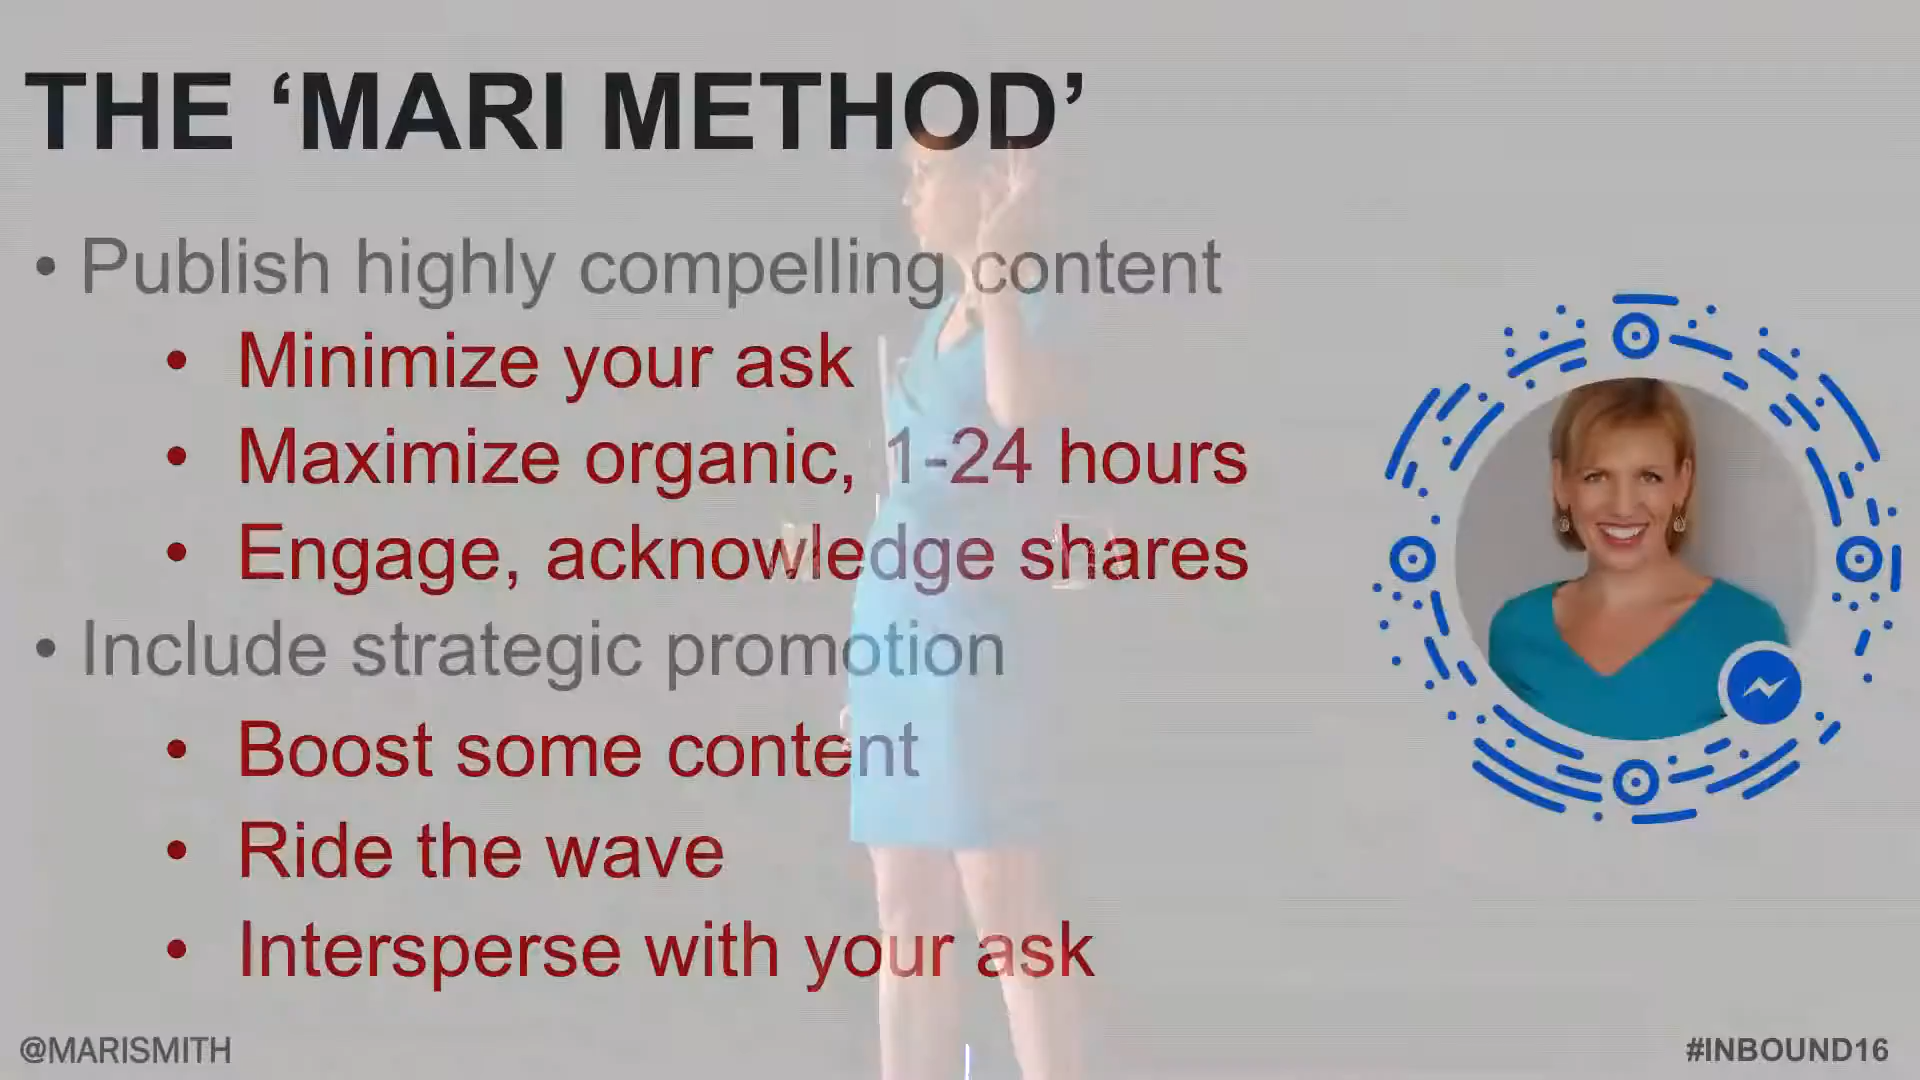 THE ‘MARI METHOD’
• Publish highly compelling content
• Minimize your ask
• Maximize organic, 1-24 hours
• Engage, acknowledge shares
• Include strategic promotion
• Boost some content
• Ride the wave
• Intersperse with your ask
@MARISMITH
#INBOUND16